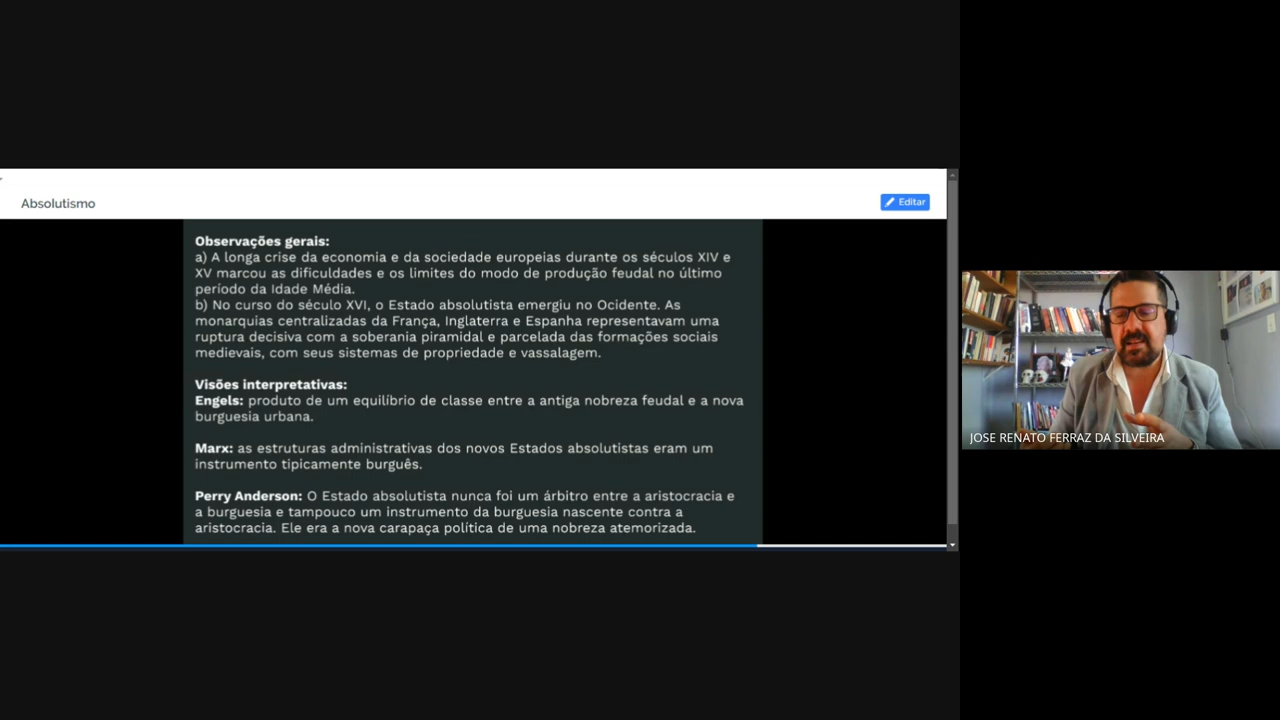 Absolutismo
Editar
Observações gerais:
a) A longa crise da economia e da sociedade europeias durante os séculos XIV e
XV marcou as dificuldades e os limites do modo de produção feudal no último
período da Idade Média.
b) No curso do século XVI, o Estado absolutista emergiu no Ocidente. As
monarquias centralizadas da França, Inglaterra e Espanha representavam uma
ruptura decisiva com a soberania piramidal e parcelada das formações sociais
medievais, com seus sistemas de propriedade e vassalagem.
Visões interpretativas:
Engels: produto de um equilíbrio de classe entre a antiga nobreza feudal e a nova
burguesia urbana.
Marx: as estruturas administrativas dos novos Estados absolutistas eram um
instrumento tipicamente burguês.
Perry Anderson: O Estado absolutista nunca foi um árbitro entre a aristocracia e
a burguesia e tampouco um instrumento da burguesia nascente contra a
aristocracia. Ele era a nova carapaça política de uma nobreza atemorizada.
JOSE RENATO FERRAZ DA SILVEIRA